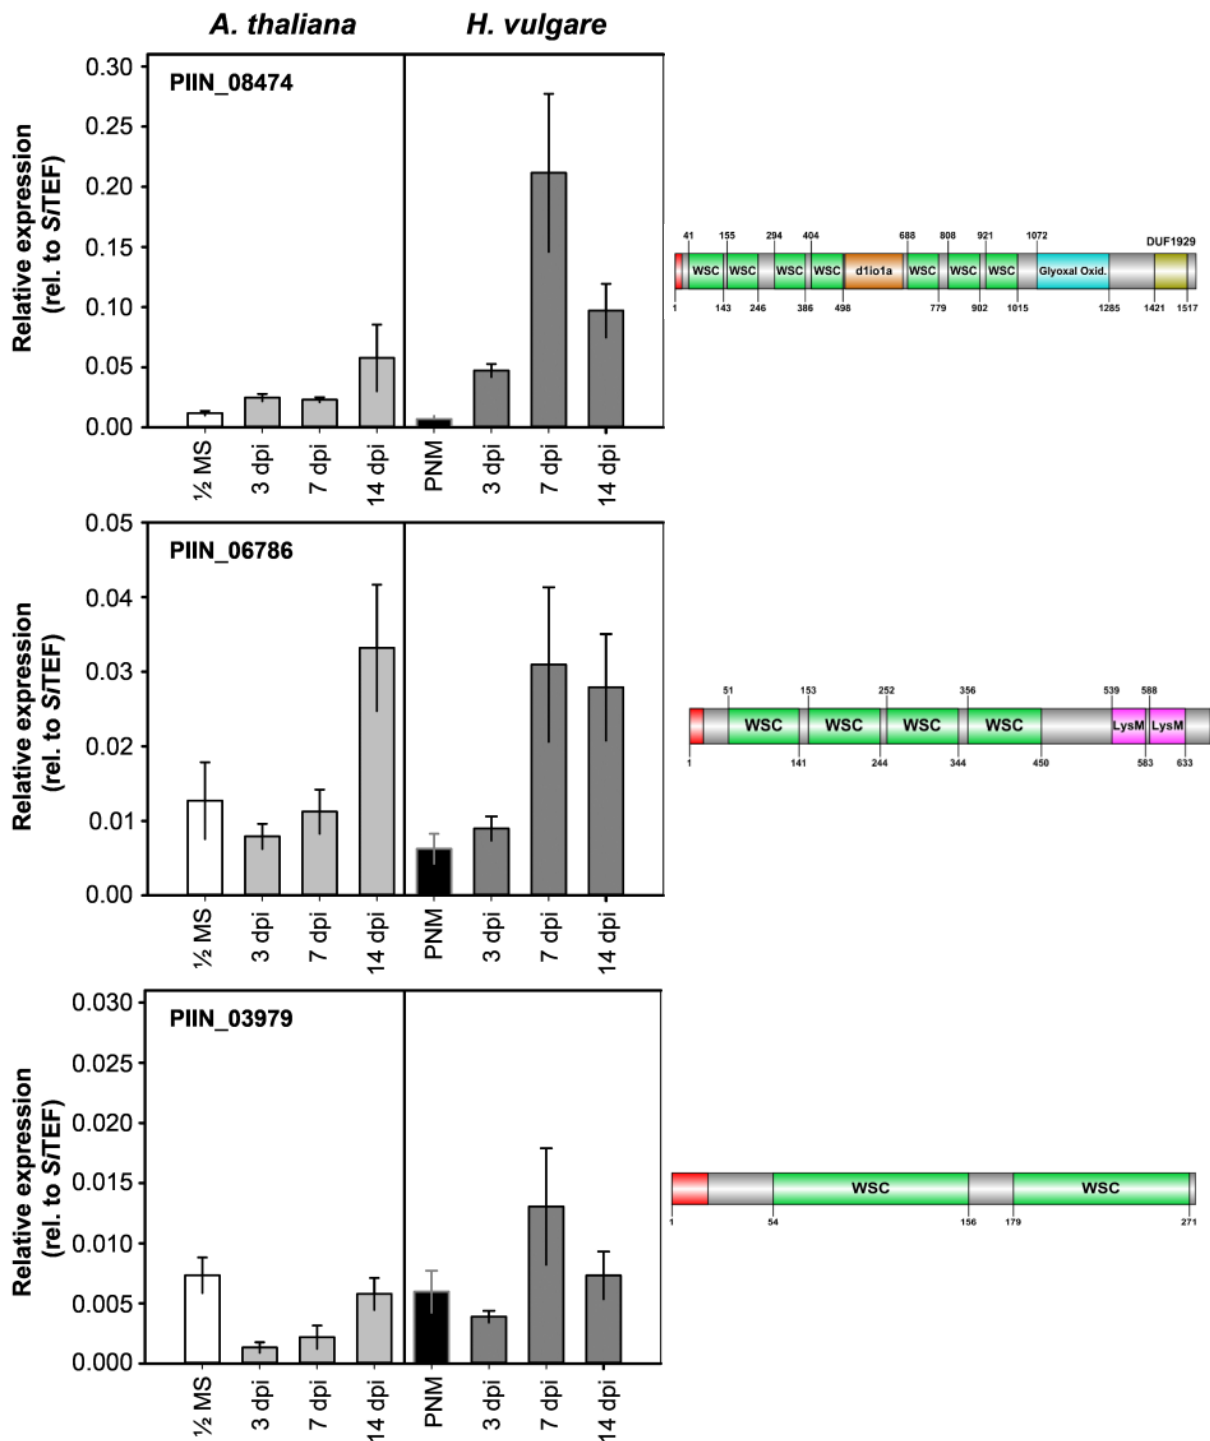 A. thaliana H. vulgare
PIIN_08474
Relative expression
(rel. to SiTEF)
0.30
0.25
0.20
0.15
0.10
0.05
0.00
½ MS 3 dpi 7 dpi 14 dpi PNM 3 dpi 7 dpi 14 dpi
41 155 294 404 688 808 921 1072 DUF1929
WSC WSC WSC WSC d1io1a WSC WSC WSC Glyoxal Oxid.
1 143 246 386 498 779 902 1015 1285 1421 1517
PIIN_06786
Relative expression
(rel. to SiTEF)
0.05
0.04
0.03
0.02
0.01
0.00
½ MS 3 dpi 7 dpi 14 dpi PNM 3 dpi 7 dpi 14 dpi
51 153 252 356 539 588
WSC WSC WSC WSC LysM LysM
1 141 244 344 450 583 633
PIIN_03979
Relative expression
(rel. to SiTEF)
0.030
0.025
0.020
0.015
0.010
0.005
0.000
½ MS 3 dpi 7 dpi 14 dpi PNM 3 dpi 7 dpi 14 dpi
WSC WSC
1 54 156 179 271